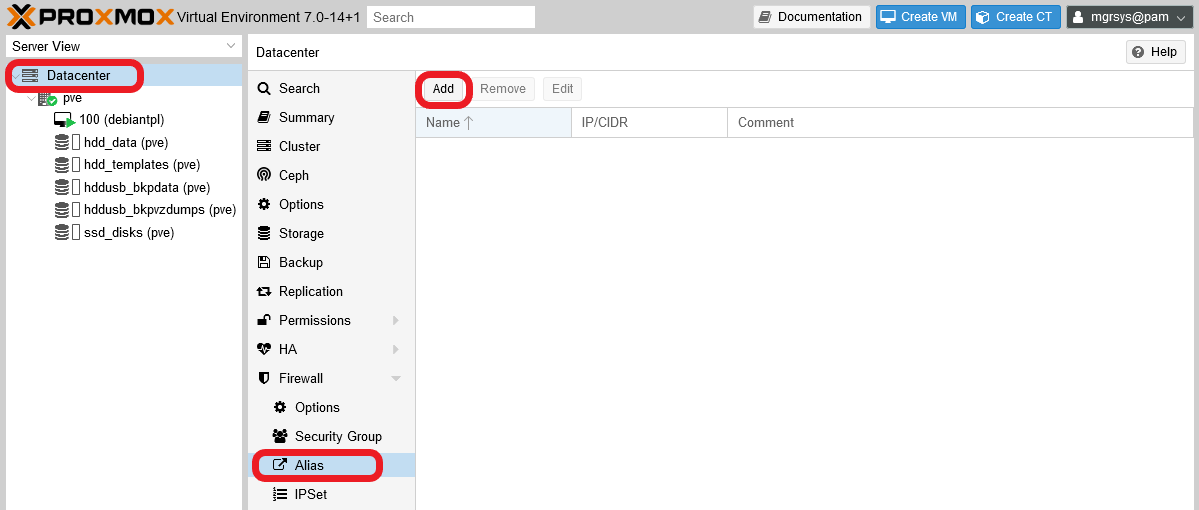 PROXMOX Virtual Environment 7.0-14+1 Search Documentation Create VM Create CT mgrsys@pam
Server View
Datacenter
pve
100 (debiantpl)
hdd_data (pve)
hdd_templates (pve)
hddusb_bkpdata (pve)
hddusb_bkpvzdumps (pve)
ssd_disks (pve)
Datacenter Help
Search
Summary
Cluster
Ceph
Options
Storage
Backup
Replication
Permissions
HA
Firewall
Options
Security Group
Alias
IPSet
Add Remove Edit
Name IP/CIDR Comment